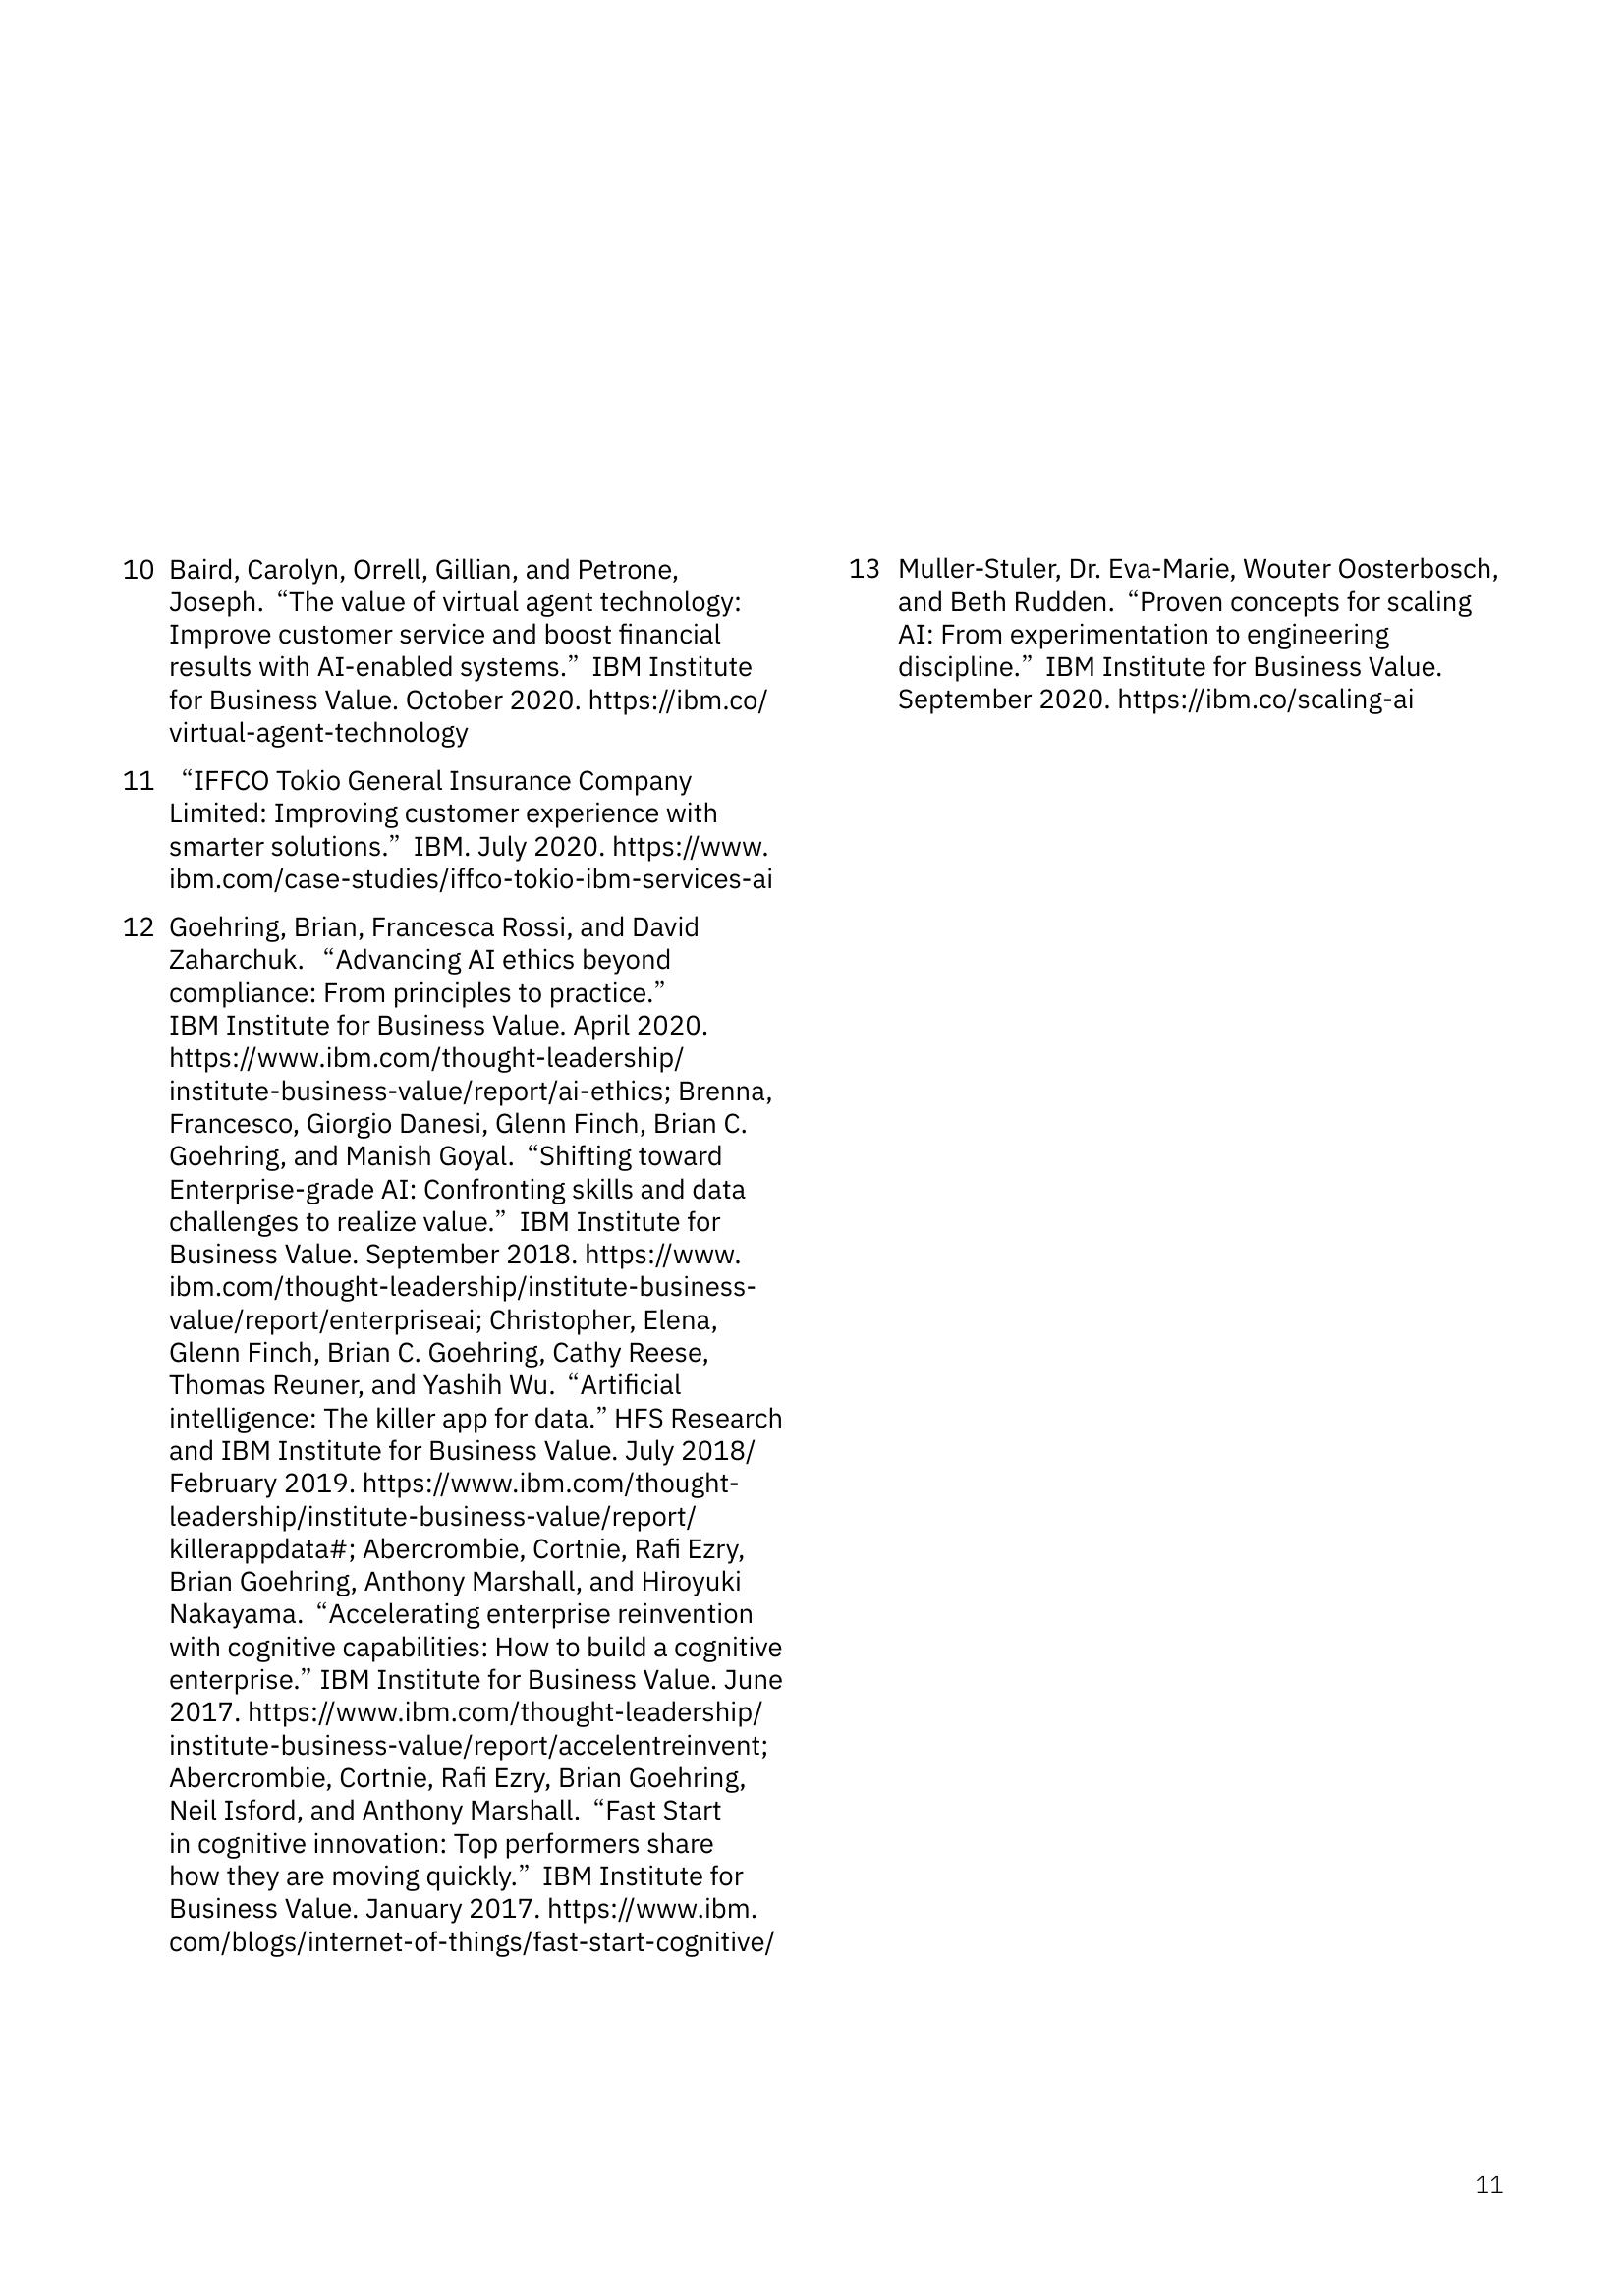 10 Baird, Carolyn, Orrell, Gillian, and Petrone,
Joseph. “The value of virtual agent technology:
Improve customer service and boost financial
results with AI-enabled systems.” IBM Institute
for Business Value. October 2020. https://ibm.co/
virtual-agent-technology
11 “IFFCO Tokio General Insurance Company
Limited: Improving customer experience with
smarter solutions.” IBM. July 2020. https://www.
ibm.com/case-studies/iffco-tokio-ibm-services-ai
12 Goehring, Brian, Francesca Rossi, and David
Zaharchuk. “Advancing AI ethics beyond
compliance: From principles to practice.”
IBM Institute for Business Value. April 2020.
https://www.ibm.com/thought-leadership/
institute-business-value/report/ai-ethics; Brenna,
Francesco, Giorgio Danesi, Glenn Finch, Brian C.
Goehring, and Manish Goyal. “Shifting toward
Enterprise-grade AI: Confronting skills and data
challenges to realize value.” IBM Institute for
Business Value. September 2018. https://www.
ibm.com/thought-leadership/institute-business-
value/report/enterpriseai; Christopher, Elena,
Glenn Finch, Brian C. Goehring, Cathy Reese,
Thomas Reuner, and Yashih Wu. “Artificial
intelligence: The killer app for data.” HFS Research
and IBM Institute for Business Value. July 2018/
February 2019. https://www.ibm.com/thought-
leadership/institute-business-value/report/
killerappdata#; Abercrombie, Cortnie, Rafi Ezry,
Brian Goehring, Anthony Marshall, and Hiroyuki
Nakayama. “Accelerating enterprise reinvention
with cognitive capabilities: How to build a cognitive
enterprise.” IBM Institute for Business Value. June
2017. https://www.ibm.com/thought-leadership/
institute-business-value/report/accelentreinvent;
Abercrombie, Cortnie, Rafi Ezry, Brian Goehring,
Neil Isford, and Anthony Marshall. “Fast Start
in cognitive innovation: Top performers share
how they are moving quickly.” IBM Institute for
Business Value. January 2017. https://www.ibm.
com/blogs/internet-of-things/fast-start-cognitive/
13 Muller-Stuler, Dr. Eva-Marie, Wouter Oosterbosch,
and Beth Rudden. “Proven concepts for scaling
AI: From experimentation to engineering
discipline.” IBM Institute for Business Value.
September 2020. https://ibm.co/scaling-ai
11